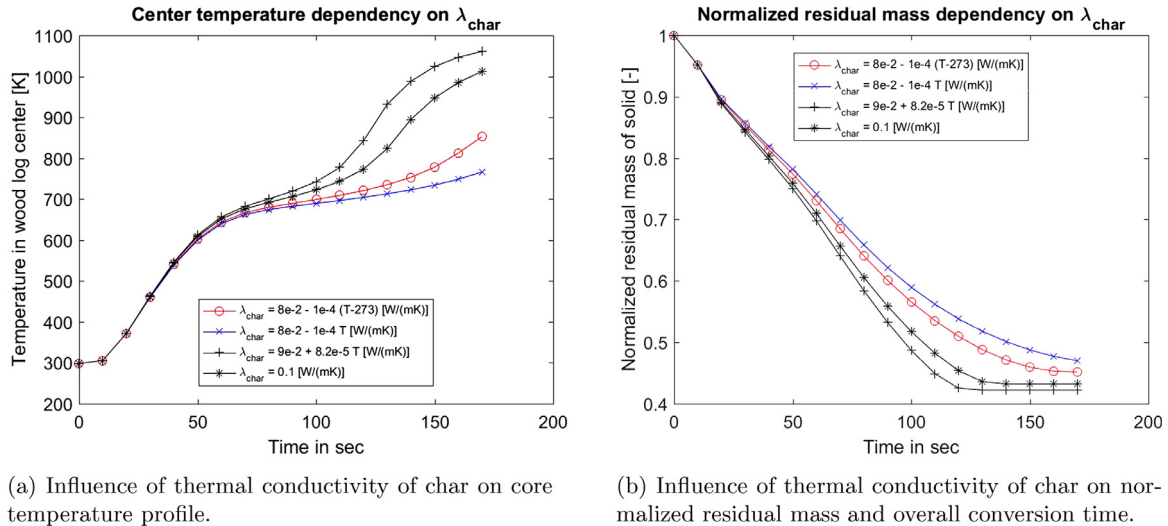 Center temperature dependency on λchar
Temperature in wood log center [K]
1100
1000
900
800
700
600
500
400
300
200
λchar = 8e-2 - 1e-4 (T-273) [W/(mK)]
λchar = 8e-2 - 1e-4 T [W/(mK)]
λchar = 9e-2 + 8.2e-5 T [W/(mK)]
λchar = 0.1 [W/(mK)]
0 50 100 150 200
Time in sec
(a) Influence of thermal conductivity of char on core
temperature profile.
Normalized residual mass dependency on λchar
Normalized residual mass of solid [-]
1
0.9
0.8
0.7
0.6
0.5
0.4
λchar = 8e-2 - 1e-4 (T-273) [W/(mK)]
λchar = 8e-2 - 1e-4 T [W/(mK)]
λchar = 9e-2 + 8.2e-5 T [W/(mK)]
λchar = 0.1 [W/(mK)]
0 50 100 150 200
Time in sec
(b) Influence of thermal conductivity of char on nor-
malized residual mass and overall conversion time.